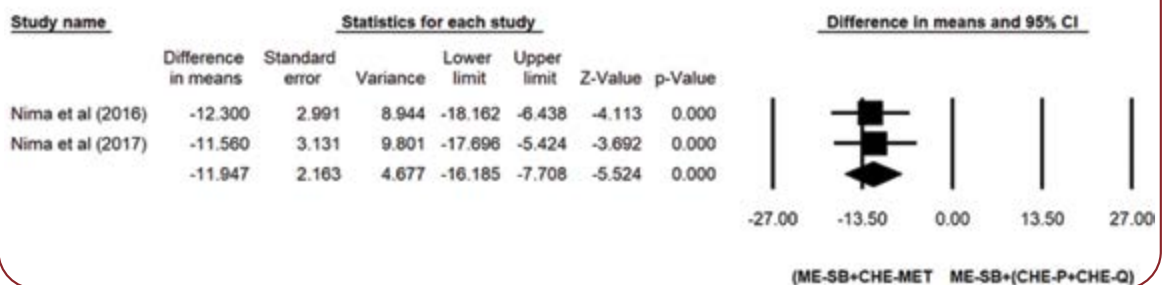 Study name Statistics for each study Difference in means and 95% CI
Difference Standard Lower Upper
in means error Variance limit limit Z-Value p-Value
Nima et al (2016) -12.300 2.991 8.944 -18.162 -6.438 -4.113 0.000
Nima et al (2017) -11.560 3.131 9.801 -17.696 -5.424 -3.692 0.000
-11.947 2.163 4.677 -16.185 -7.708 -5.524 0.000
-27.00 -13.50 0.00 13.50 27.00
(ME-SB+CHE-MET ME-SB+(CHE-P+CHE-Q)